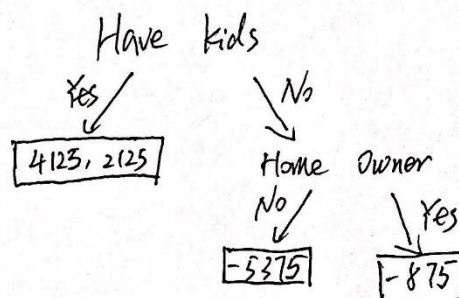 Have kids
Yes No
4125, 2125
Home Owner
No Yes
-5375 -875